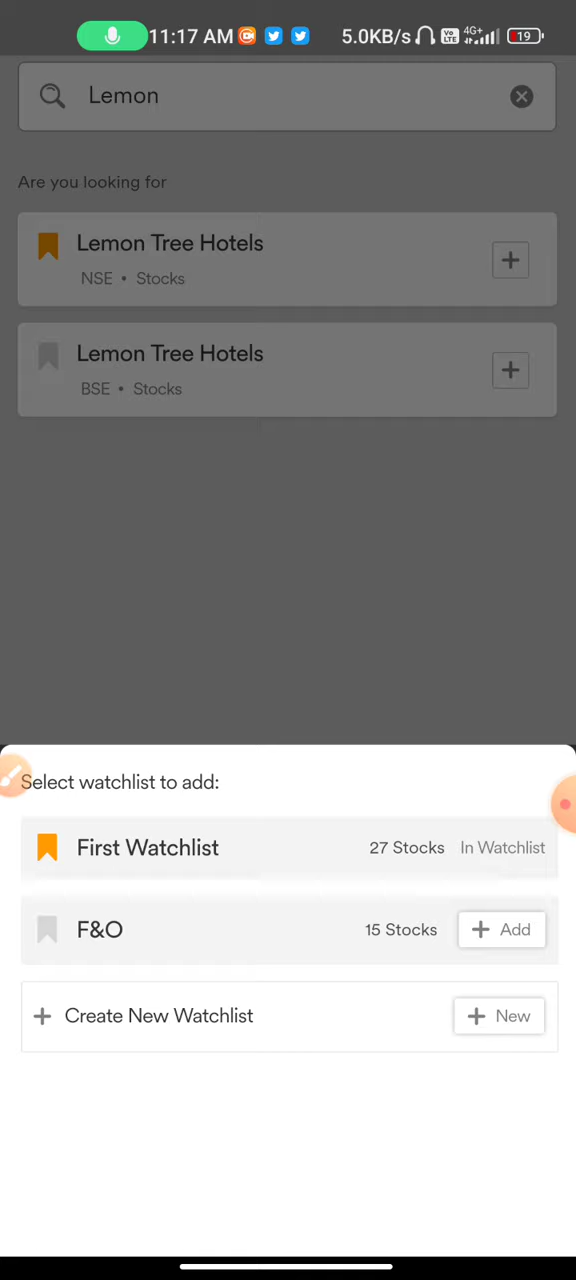 11:17 AM 5.0KB/s Vo LTE 4G+ 19
Lemon
Are you looking for
Lemon Tree Hotels
NSE • Stocks
Lemon Tree Hotels
BSE • Stocks
Select watchlist to add:
First Watchlist 27 Stocks In Watchlist
F&O 15 Stocks + Add
+ Create New Watchlist + New